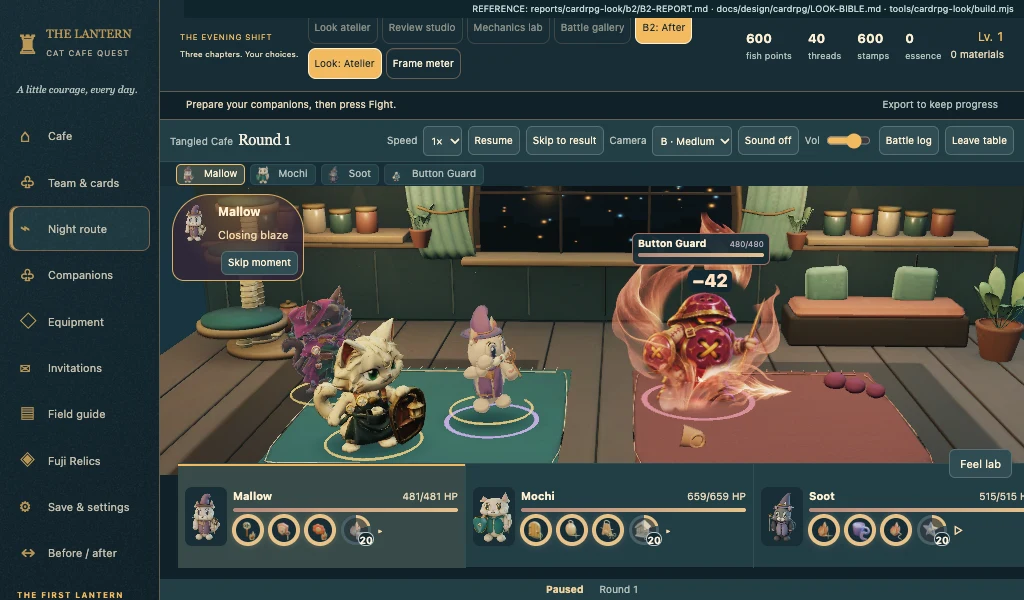 REFERENCE: reports/cardrpg-look/b2/B2-REPORT.md · docs/design/cardrpg/LOOK-BIBLE.md · tools/cardrpg-look/build.mjs
THE LANTERN
CAT CAFE QUEST
A little courage, every day.
Cafe
Team & cards
Night route
Companions
Equipment
Invitations
Field guide
Fuji Relics
Save & settings
Before / after
THE FIRST LANTERN
THE EVENING SHIFT
Three chapters. Your choices.
Look atelier
Review studio
Mechanics lab
Battle gallery
B2: After
Look: Atelier
Frame meter
600 fish points
40 threads
600 stamps
0 essence
Lv. 1
0 materials
Prepare your companions, then press Fight.
Export to keep progress
Tangled Cafe Round 1
Speed 1x Resume Skip to result Camera B · Medium Sound off Vol Battle log Leave table
Mallow Mochi Soot Button Guard
Mallow
Closing blaze
Skip moment
Button Guard 480/480
−42
Feel lab
Mallow 481/481 HP
20
Mochi 659/659 HP
20
Soot 515/515 H
20
Paused Round 1